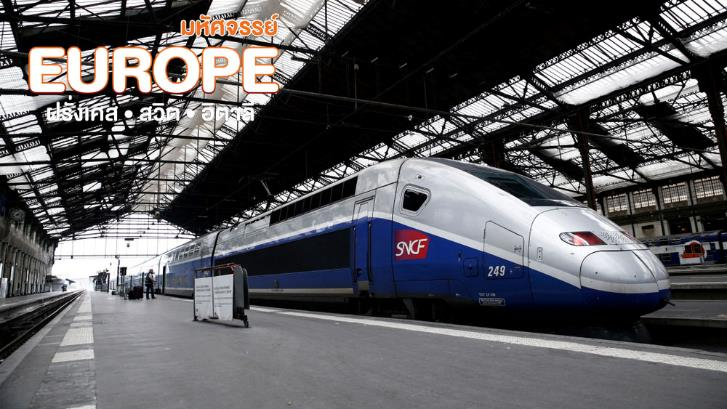 มหัศจรรย์
EUROPE
ฝรั่งเศส • สวิต • อิตาลี
SNCF
249